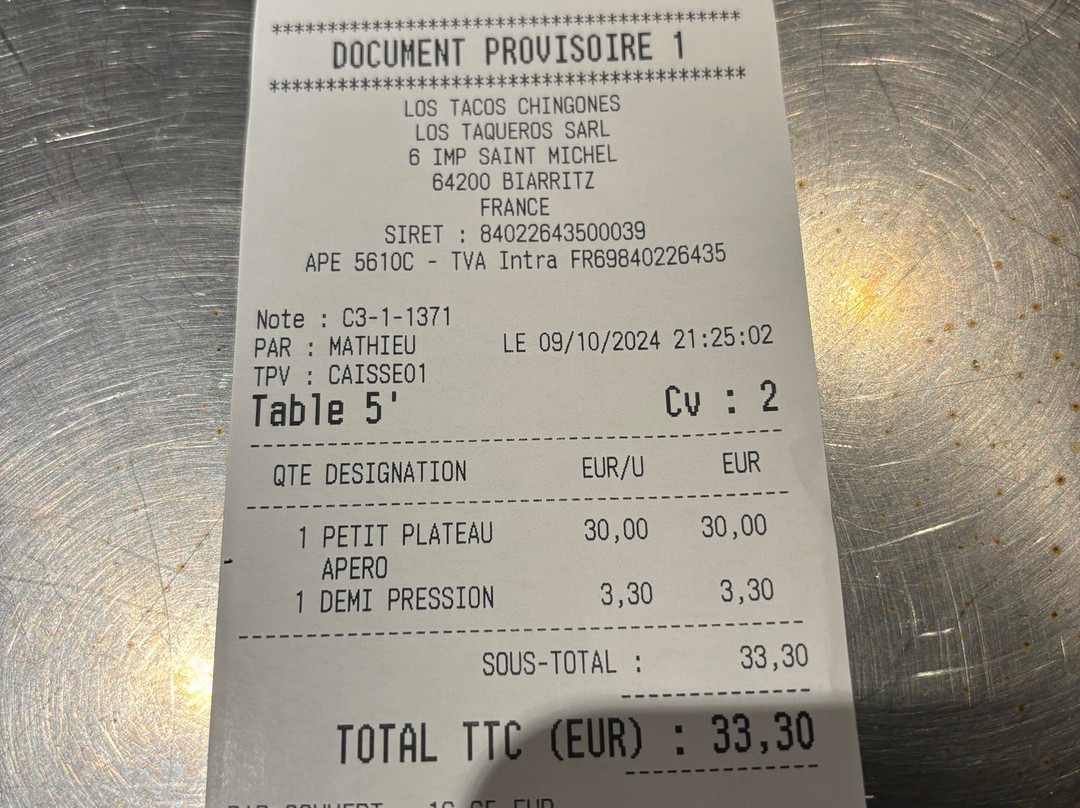 ****************************************
DOCUMENT PROVISOIRE 1
****************************************
LOS TACOS CHINGONES
LOS TAQUEROS SARL
6 IMP SAINT MICHEL
64200 BIARRITZ
FRANCE
SIRET : 84022643500039
APE 5610C - TVA Intra FR69840226435
Note : C3-1-1371
PAR : MATHIEU LE 09/10/2024 21:25:02
TPV : CAISSE01
Table 5' Cv : 2
QTE DESIGNATION EUR/U EUR
1 PETIT PLATEAU 30,00 30,00
APERO
1 DEMI PRESSION 3,30 3,30
SOUS-TOTAL : 33,30
TOTAL TTC (EUR) : 33,30